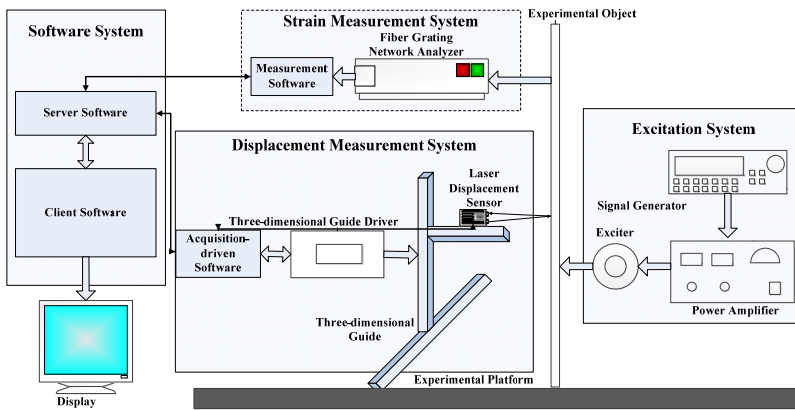 Software System
Server Software
Client Software
Display
Strain Measurement System
Fiber Grating
Network Analyzer
Measurement
Software
Experimental Object
Displacement Measurement System
Laser
Displacement
Sensor
Three-dimensional Guide Driver
Acquisition-
driven
Software
Three-dimensional
Guide
Experimental Platform
Excitation System
Signal Generator
Exciter
Power Amplifier